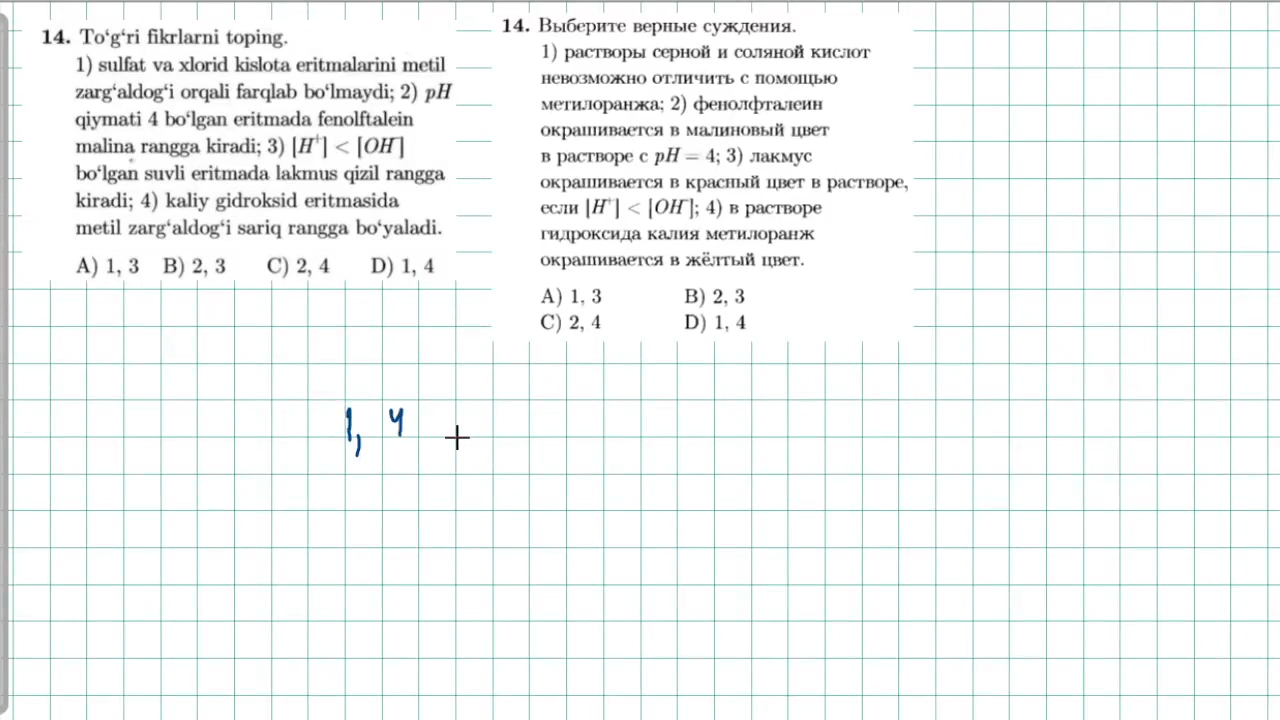 14. To‘g‘ri fikrlarni toping.
1) sulfat va xlorid kislota eritmalarini metil
zarg‘aldog‘i orqali farqlab bo‘lmaydi; 2) pH
qiymati 4 bo‘lgan eritmada fenolftalein
malina rangga kiradi; 3) [H⁺] < [OH⁻]
bo‘lgan suvli eritmada lakmus qizil rangga
kiradi; 4) kaliy gidroksid eritmasida
metil zarg‘aldog‘i sariq rangga bo‘yaladi.
A) 1, 3 B) 2, 3 C) 2, 4 D) 1, 4
14. Выберите верные суждения.
1) растворы серной и соляной кислот
невозможно отличить с помощью
метилоранжа; 2) фенолфталеин
окрашивается в малиновый цвет
в растворе с pH = 4; 3) лакмус
окрашивается в красный цвет в растворе,
если [H⁺] < [OH⁻]; 4) в растворе
гидроксида калия метилоранж
окрашивается в жёлтый цвет.
A) 1, 3 B) 2, 3
C) 2, 4 D) 1, 4
1, 4